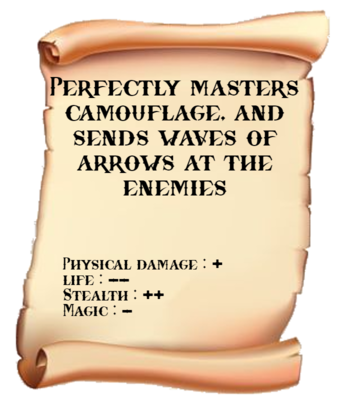 Perfectly masters
camouflage. and
sends waves of
arrows at the
enemies
Physical damage : +
life : --
Stealth : ++
Magic : -